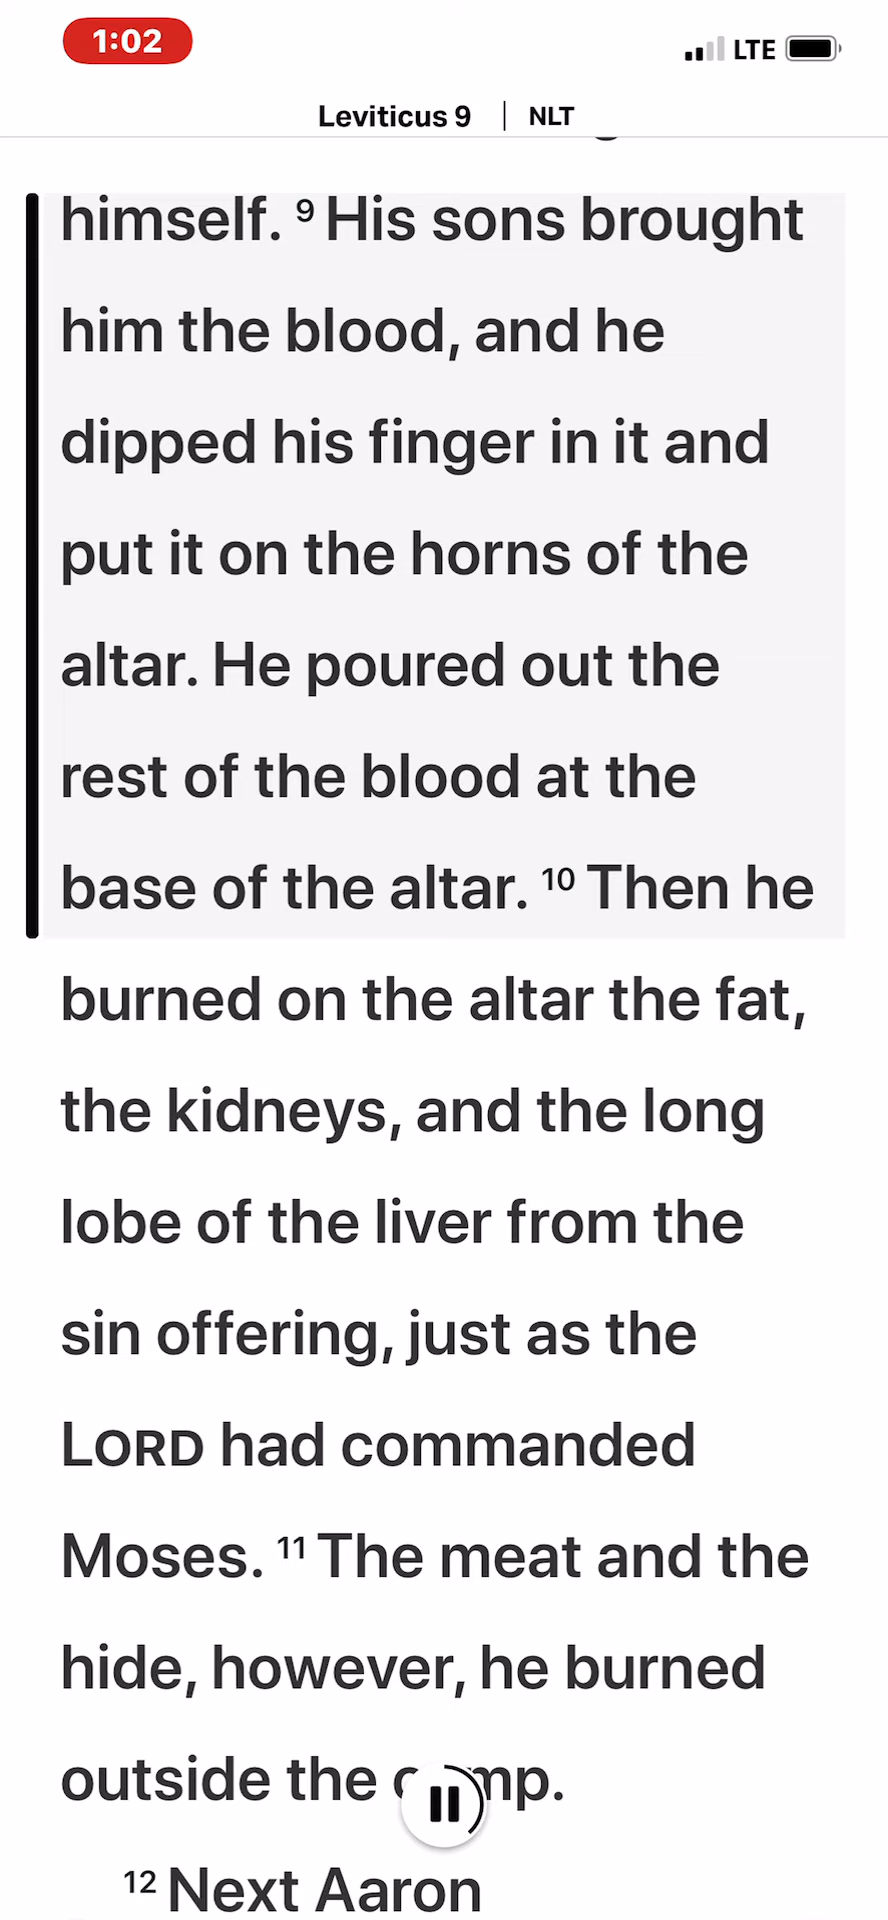 1:02
LTE
Leviticus 9 | NLT
himself. 9 His sons brought
him the blood, and he
dipped his finger in it and
put it on the horns of the
altar. He poured out the
rest of the blood at the
base of the altar. 10 Then he
burned on the altar the fat,
the kidneys, and the long
lobe of the liver from the
sin offering, just as the
LORD had commanded
Moses. 11 The meat and the
hide, however, he burned
outside the
12 Next Aaron